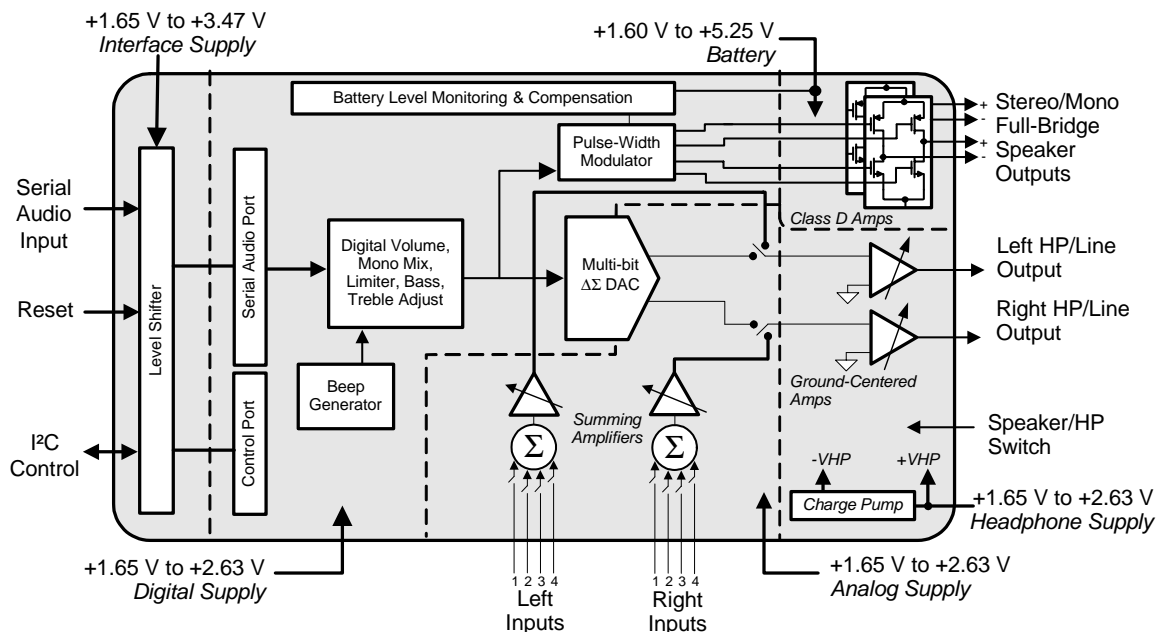 +1.65 V to +3.47 V
Interface Supply
+1.60 V to +5.25 V
Battery
Battery Level Monitoring & Compensation
Pulse-Width
Modulator
+
-
+
-
Stereo/Mono
Full-Bridge
Speaker
Outputs
Class D Amps
Serial
Audio
Input
Reset
I²C
Control
Level Shifter
Serial Audio Port
Control Port
Digital Volume,
Mono Mix,
Limiter, Bass,
Treble Adjust
Beep
Generator
Multi-bit
ΔΣ DAC
Left HP/Line
Output
Right HP/Line
Output
Ground-Centered
Amps
Summing
Amplifiers
Σ
Σ
Speaker/HP
Switch
-VHP
+VHP
Charge Pump
+1.65 V to +2.63 V
Headphone Supply
+1.65 V to +2.63 V
Digital Supply
1 2 3 4
Left
Inputs
1 2 3 4
Right
Inputs
+1.65 V to +2.63 V
Analog Supply